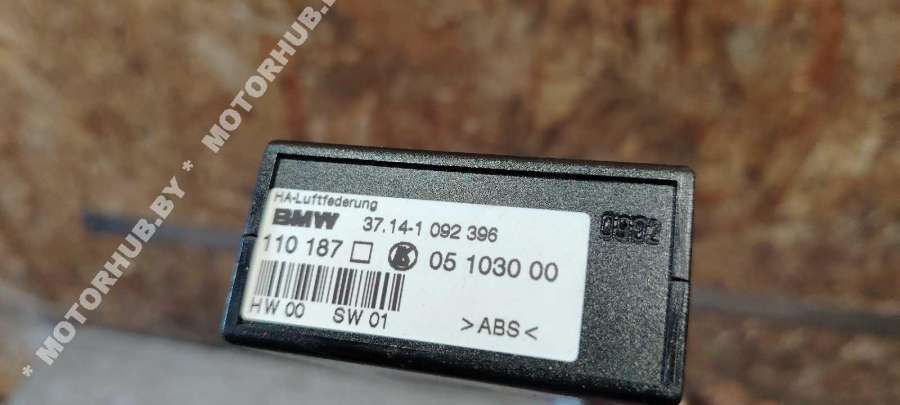 * MOTORHUB.BY * MOTORHUB.BY *
HA-Luftfederung
BMW 37.14-1 092 396
110 187 05 1030 00
HW 00 SW 01
>ABS<